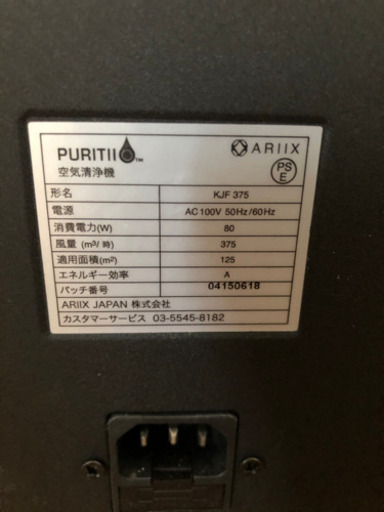 PURITII™ ARIIX
空気清浄機 PSE
形名 KJF 375
電源 AC100V 50Hz/60Hz
消費電力(W) 80
風量 (m³/ 時) 375
適用面積(m²) 125
エネルギー効率 A
バッチ番号 04150618
ARIIX JAPAN 株式会社
カスタマーサービス 03-5545-8182